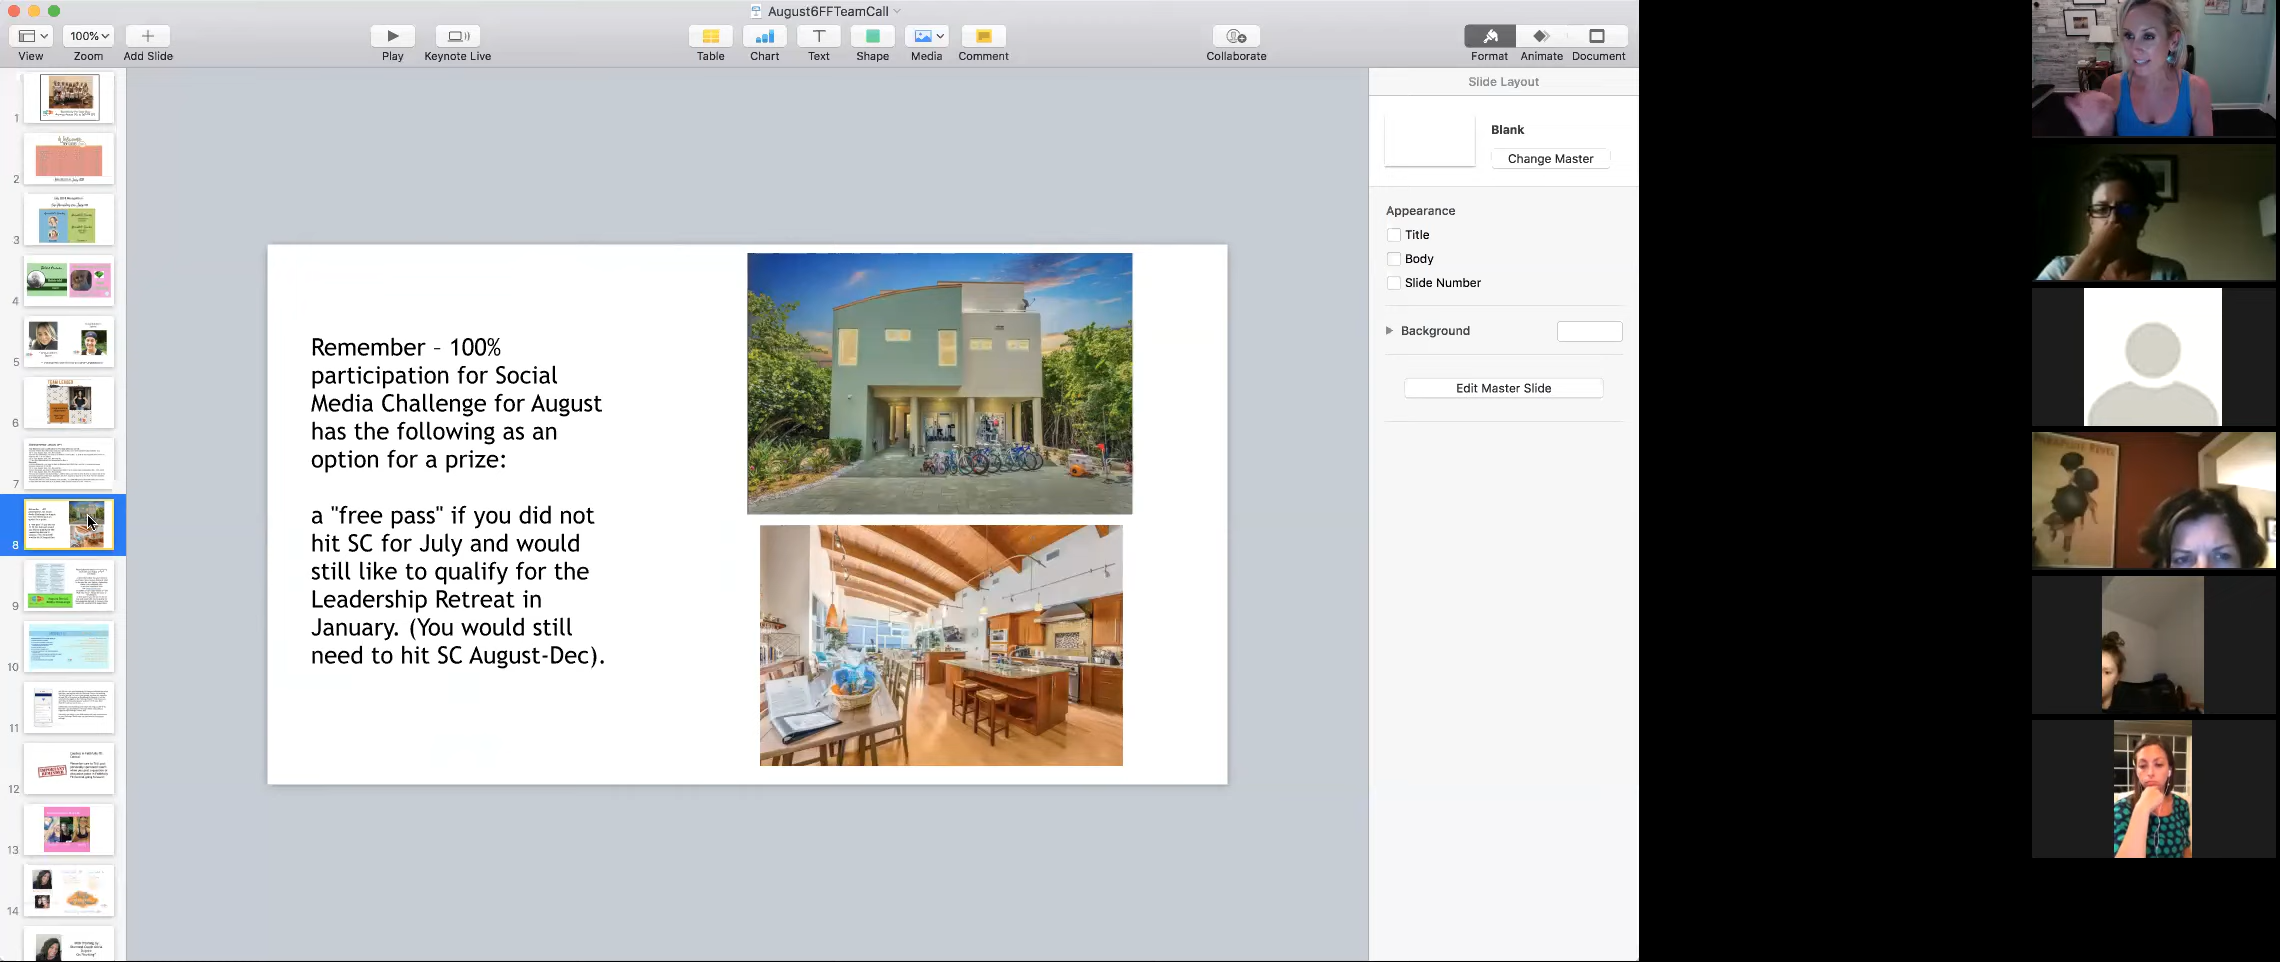 August6FFTeamCall
100%
View
Zoom
Add Slide
Play
Keynote Live
Table
Chart
Text
Shape
Media
Comment
Collaborate
Format
Animate
Document
Slide Layout
Blank
Change Master
Appearance
Title
Body
Slide Number
Background
Edit Master Slide
1
2
3
4
5
6
7
8
9
10
11
12
13
14
Remember – 100%
participation for Social
Media Challenge for August
has the following as an
option for a prize:
a "free pass" if you did not
hit SC for July and would
still like to qualify for the
Leadership Retreat in
January. (You would still
need to hit SC August-Dec).